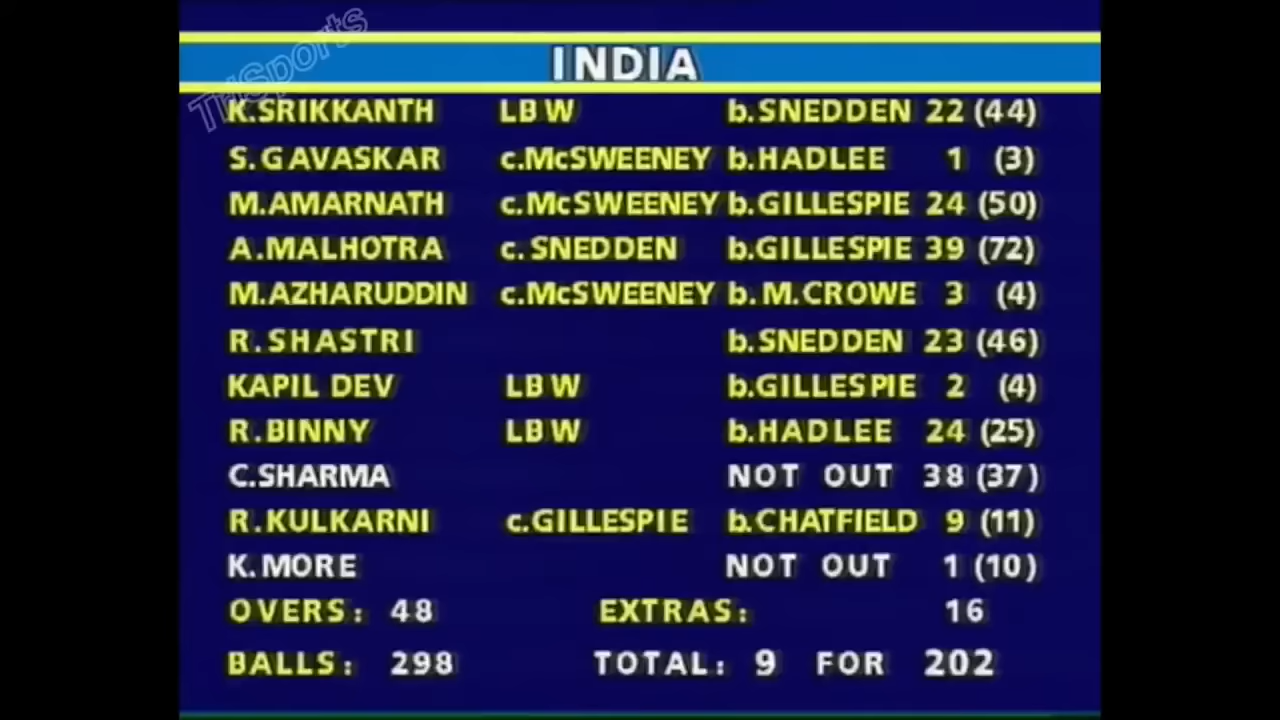 TriSports
INDIA
K.SRIKKANTH LBW b.SNEDDEN 22 (44)
S.GAVASKAR c.McSWEENEY b.HADLEE 1 (3)
M.AMARNATH c.McSWEENEY b.GILLESPIE 24 (50)
A.MALHOTRA c.SNEDDEN b.GILLESPIE 39 (72)
M.AZHARUDDIN c.McSWEENEY b.M.CROWE 3 (4)
R.SHASTRI b.SNEDDEN 23 (46)
KAPIL DEV LBW b.GILLESPIE 2 (4)
R.BINNY LBW b.HADLEE 24 (25)
C.SHARMA NOT OUT 38 (37)
R.KULKARNI c.GILLESPIE b.CHATFIELD 9 (11)
K.MORE NOT OUT 1 (10)
OVERS: 48 EXTRAS: 16
BALLS: 298 TOTAL: 9 FOR 202